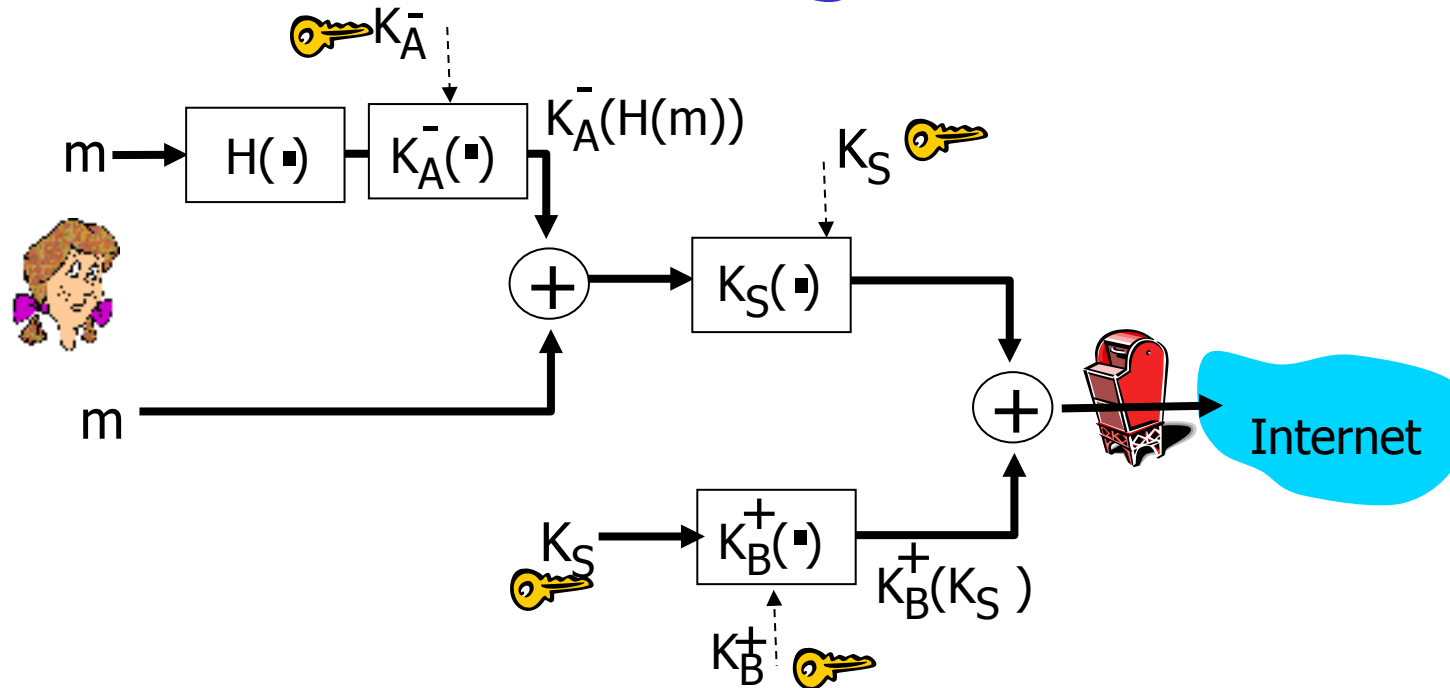 K_A^-
m
H(▪)
K_A^-(▪)
K_A^-(H(m))
K_S
+
K_S(▪)
m
+
Internet
K_S
K_B^+(▪)
K_B^+(K_S )
K_B^+